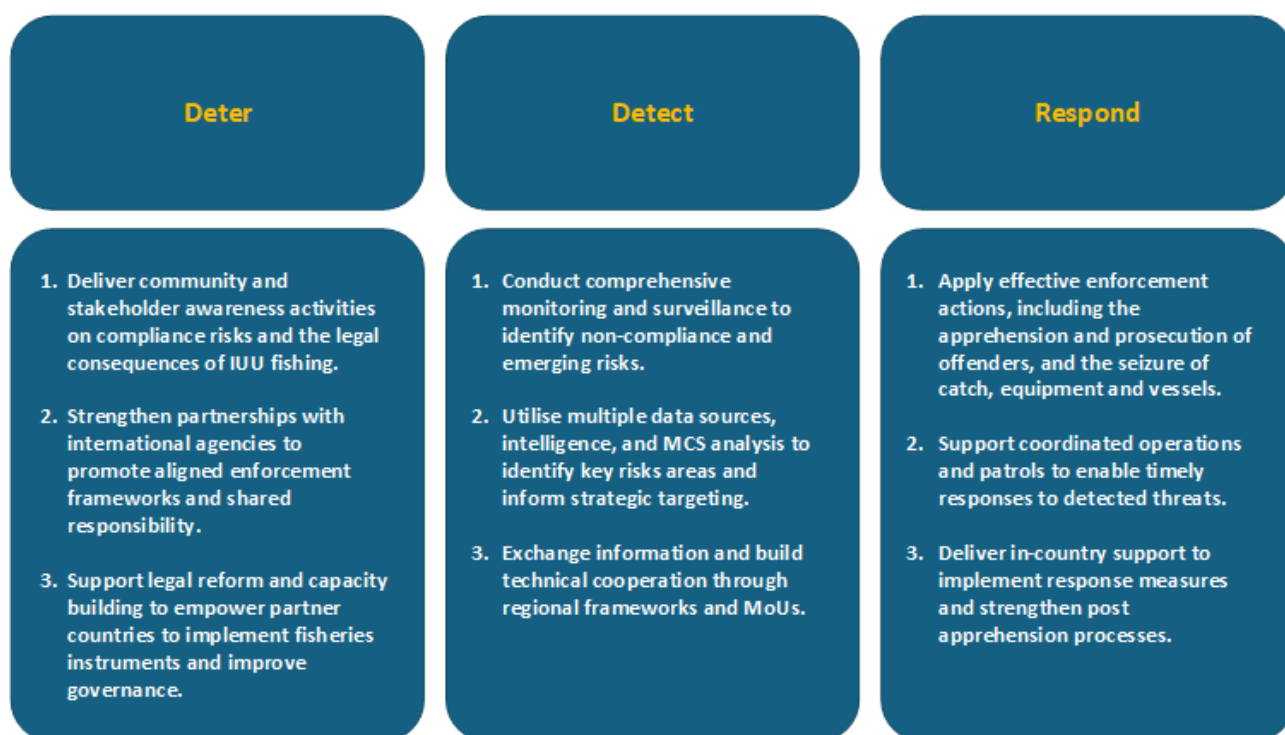 Deter
Detect
Respond
1. Deliver community and
stakeholder awareness activities
on compliance risks and the legal
consequences of IUU fishing.
2. Strengthen partnerships with
international agencies to
promote aligned enforcement
frameworks and shared
responsibility.
3. Support legal reform and capacity
building to empower partner
countries to implement fisheries
instruments and improve
governance.
1. Conduct comprehensive
monitoring and surveillance to
identify non-compliance and
emerging risks.
2. Utilise multiple data sources,
intelligence, and MCS analysis to
identify key risks areas and
inform strategic targeting.
3. Exchange information and build
technical cooperation through
regional frameworks and MoUs.
1. Apply effective enforcement
actions, including the
apprehension and prosecution of
offenders, and the seizure of
catch, equipment and vessels.
2. Support coordinated operations
and patrols to enable timely
responses to detected threats.
3. Deliver in-country support to
implement response measures
and strengthen post
apprehension processes.